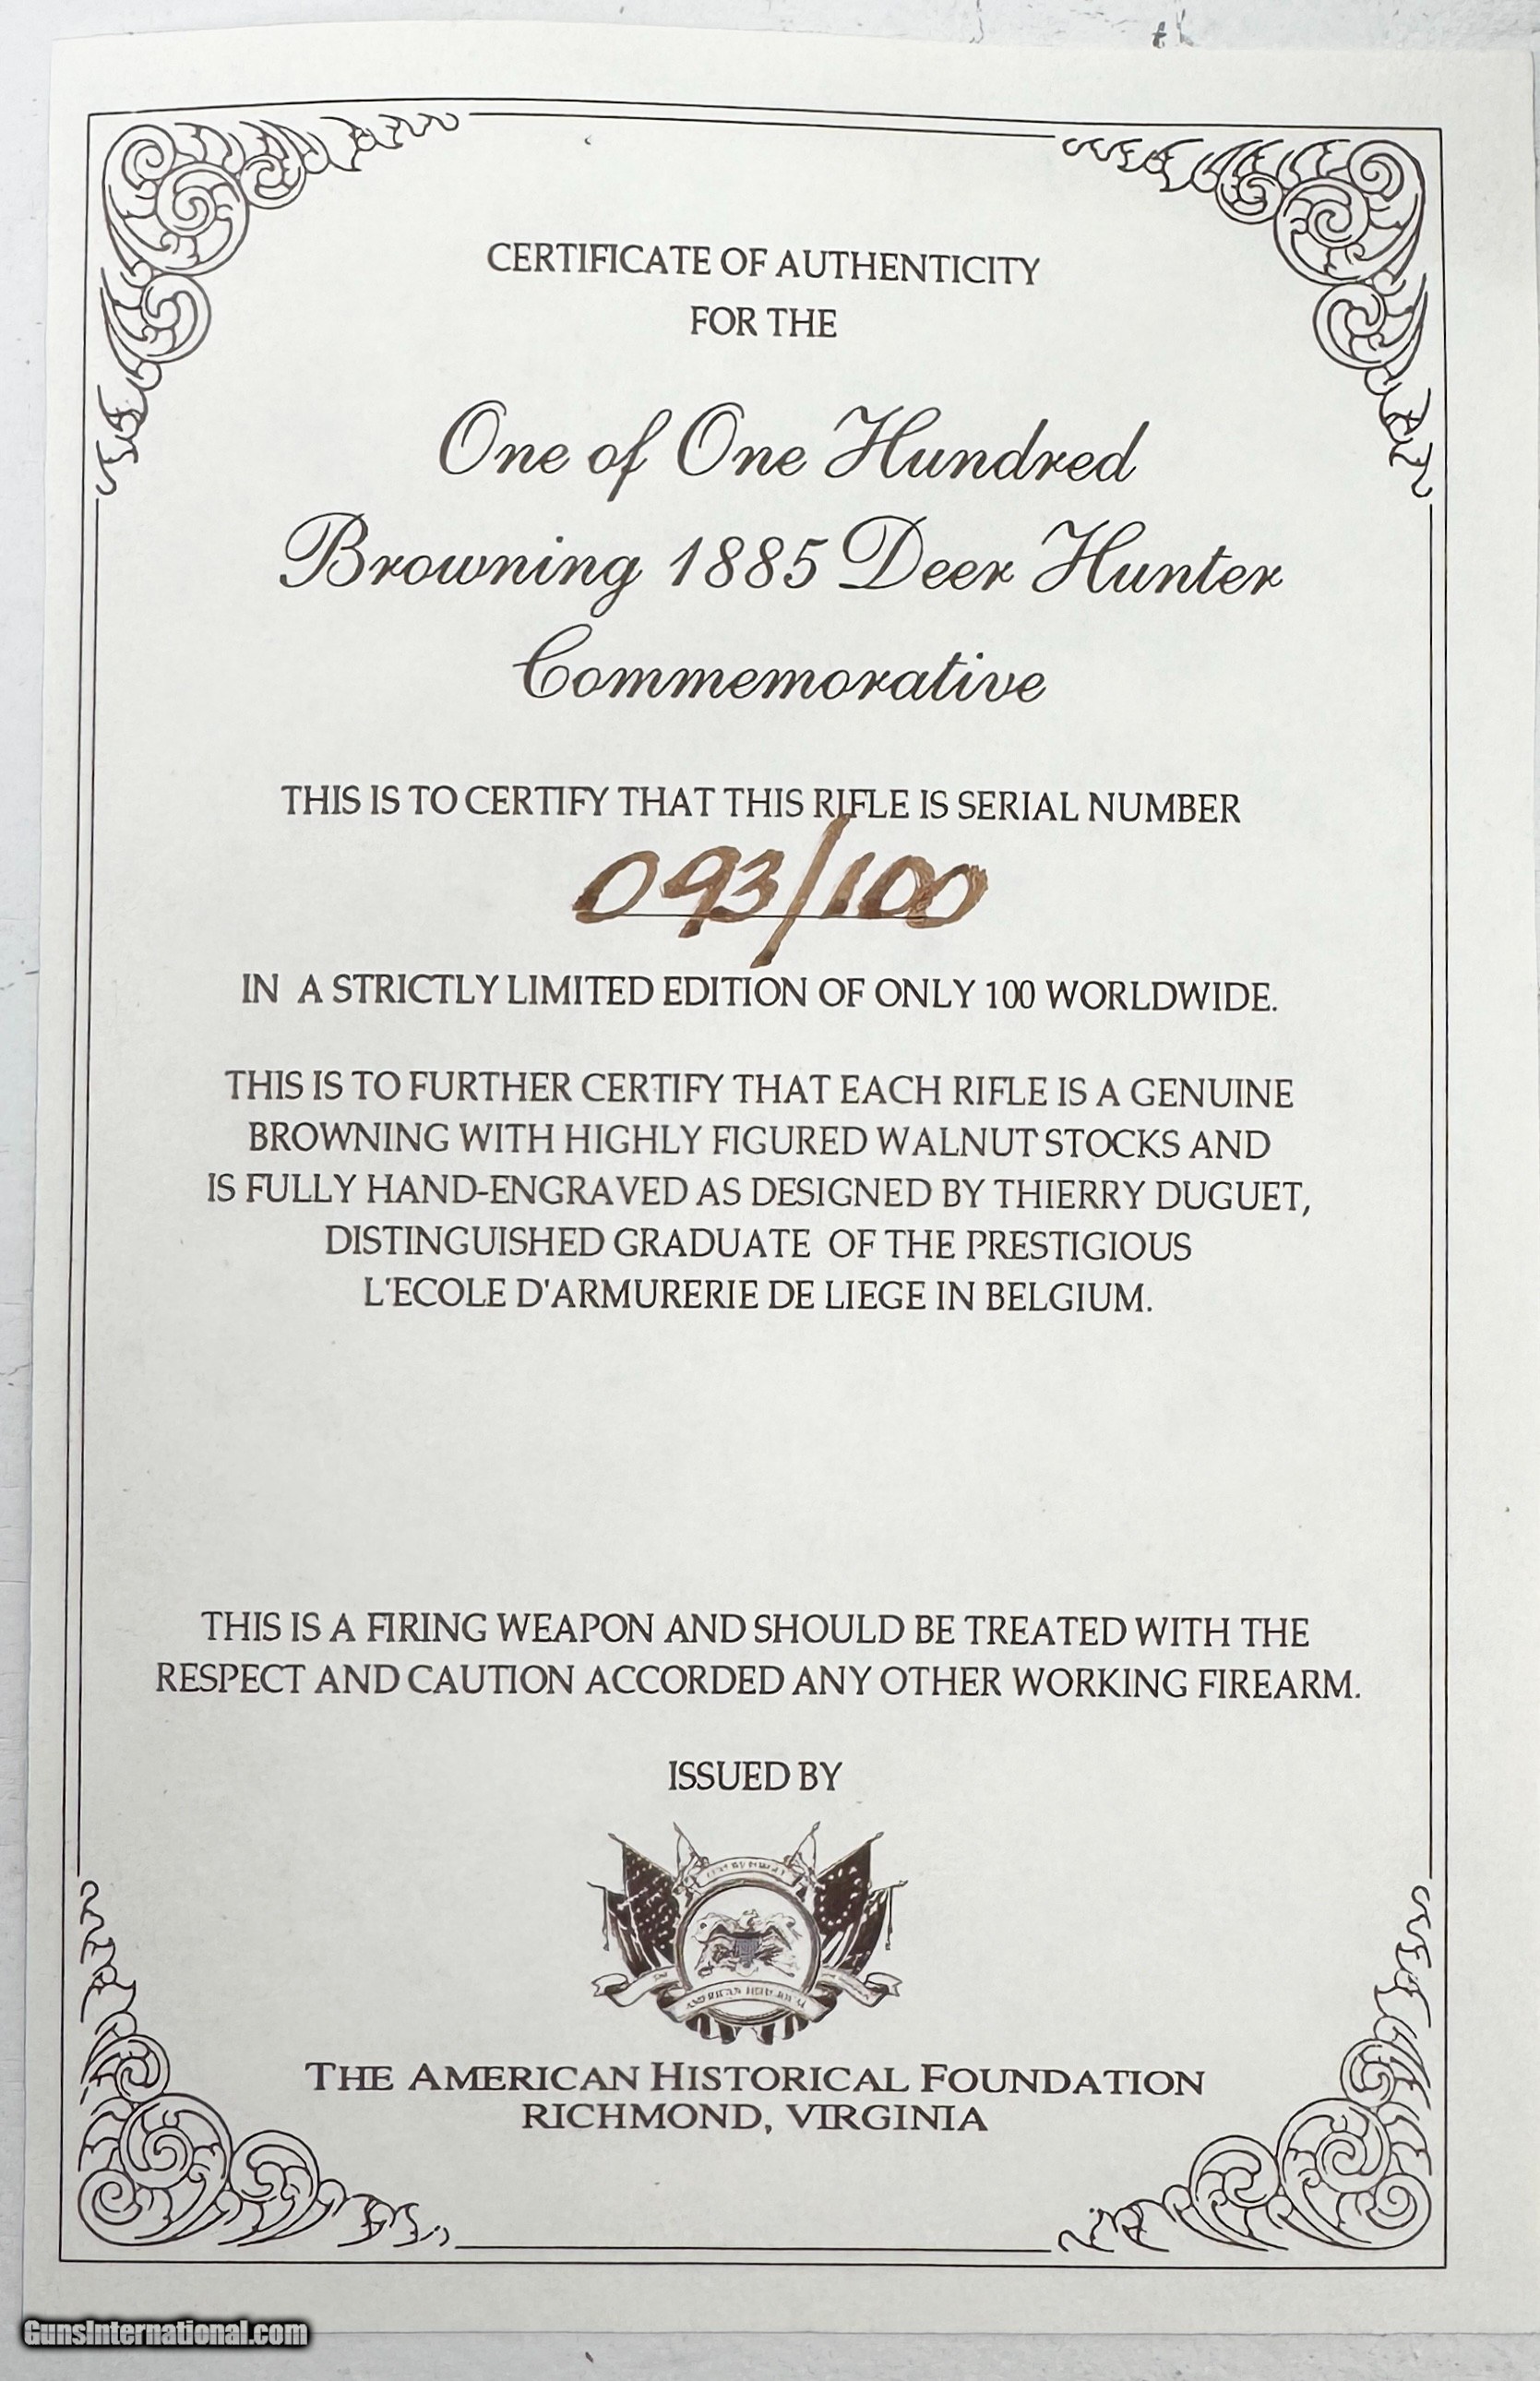 CERTIFICATE OF AUTHENTICITY
FOR THE
One of One Hundred
Browning 1885 Deer Hunter
Commemorative
THIS IS TO CERTIFY THAT THIS RIFLE IS SERIAL NUMBER
093/100
IN A STRICTLY LIMITED EDITION OF ONLY 100 WORLDWIDE.
THIS IS TO FURTHER CERTIFY THAT EACH RIFLE IS A GENUINE
BROWNING WITH HIGHLY FIGURED WALNUT STOCKS AND
IS FULLY HAND-ENGRAVED AS DESIGNED BY THIERRY DUGUET,
DISTINGUISHED GRADUATE OF THE PRESTIGIOUS
L'ECOLE D'ARMURERIE DE LIEGE IN BELGIUM.
THIS IS A FIRING WEAPON AND SHOULD BE TREATED WITH THE
RESPECT AND CAUTION ACCORDED ANY OTHER WORKING FIREARM.
ISSUED BY
THE AMERICAN HISTORICAL FOUNDATION
RICHMOND, VIRGINIA
GunsInternational.com